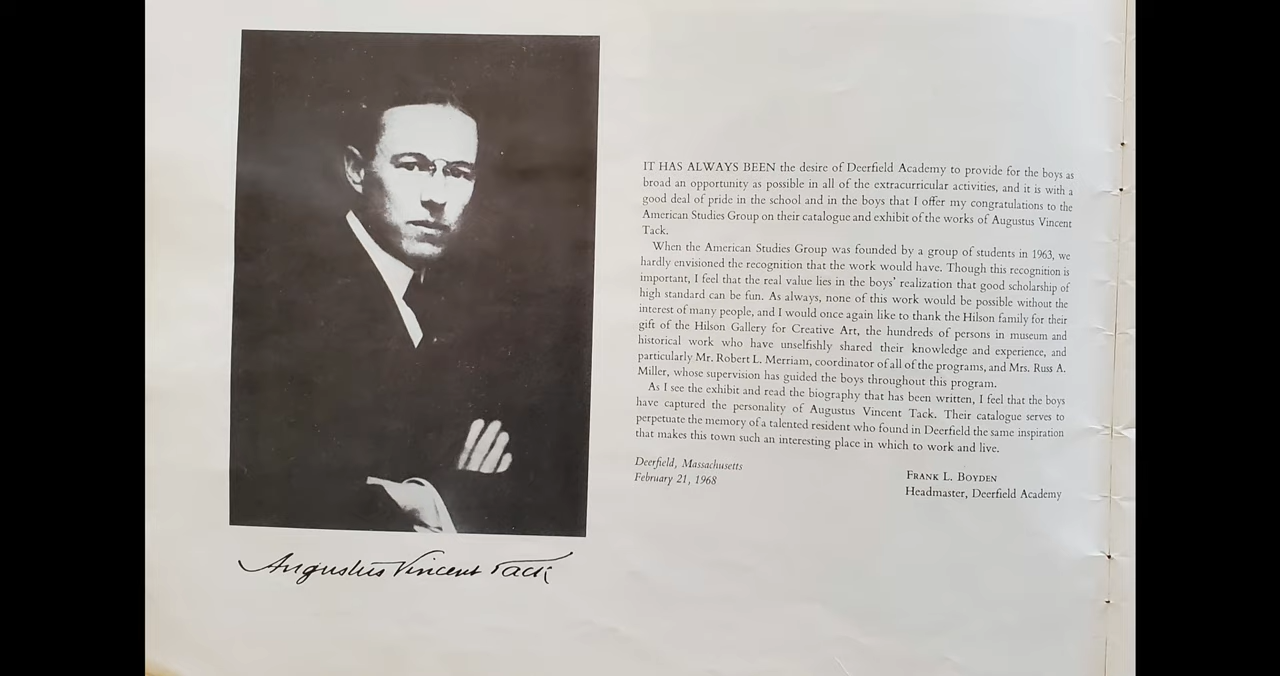 IT HAS ALWAYS BEEN the desire of Deerfield Academy to provide for the boys as
broad an opportunity as possible in all of the extracurricular activities, and it is with a
good deal of pride in the school and in the boys that I offer my congratulations to the
American Studies Group on their catalogue and exhibit of the works of Augustus Vincent
Tack.
When the American Studies Group was founded by a group of students in 1963, we
hardly envisioned the recognition that the work would have. Though this recognition is
important, I feel that the real value lies in the boys' realization that good scholarship of
high standard can be fun. As always, none of this work would be possible without the
interest of many people, and I would once again like to thank the Hilson family for their
gift of the Hilson Gallery for Creative Art, the hundreds of persons in museum and
historical work who have unselfishly shared their knowledge and experience, and
particularly Mr. Robert L. Merriam, coordinator of all of the programs, and Mrs. Russ A.
Miller, whose supervision has guided the boys throughout this program.
As I see the exhibit and read the biography that has been written, I feel that the boys
have captured the personality of Augustus Vincent Tack. Their catalogue serves to
perpetuate the memory of a talented resident who found in Deerfield the same inspiration
that makes this town such an interesting place in which to work and live.
Deerfield, Massachusetts
February 21, 1968
FRANK L. BOYDEN
Headmaster, Deerfield Academy
Augustus Vincent Tack